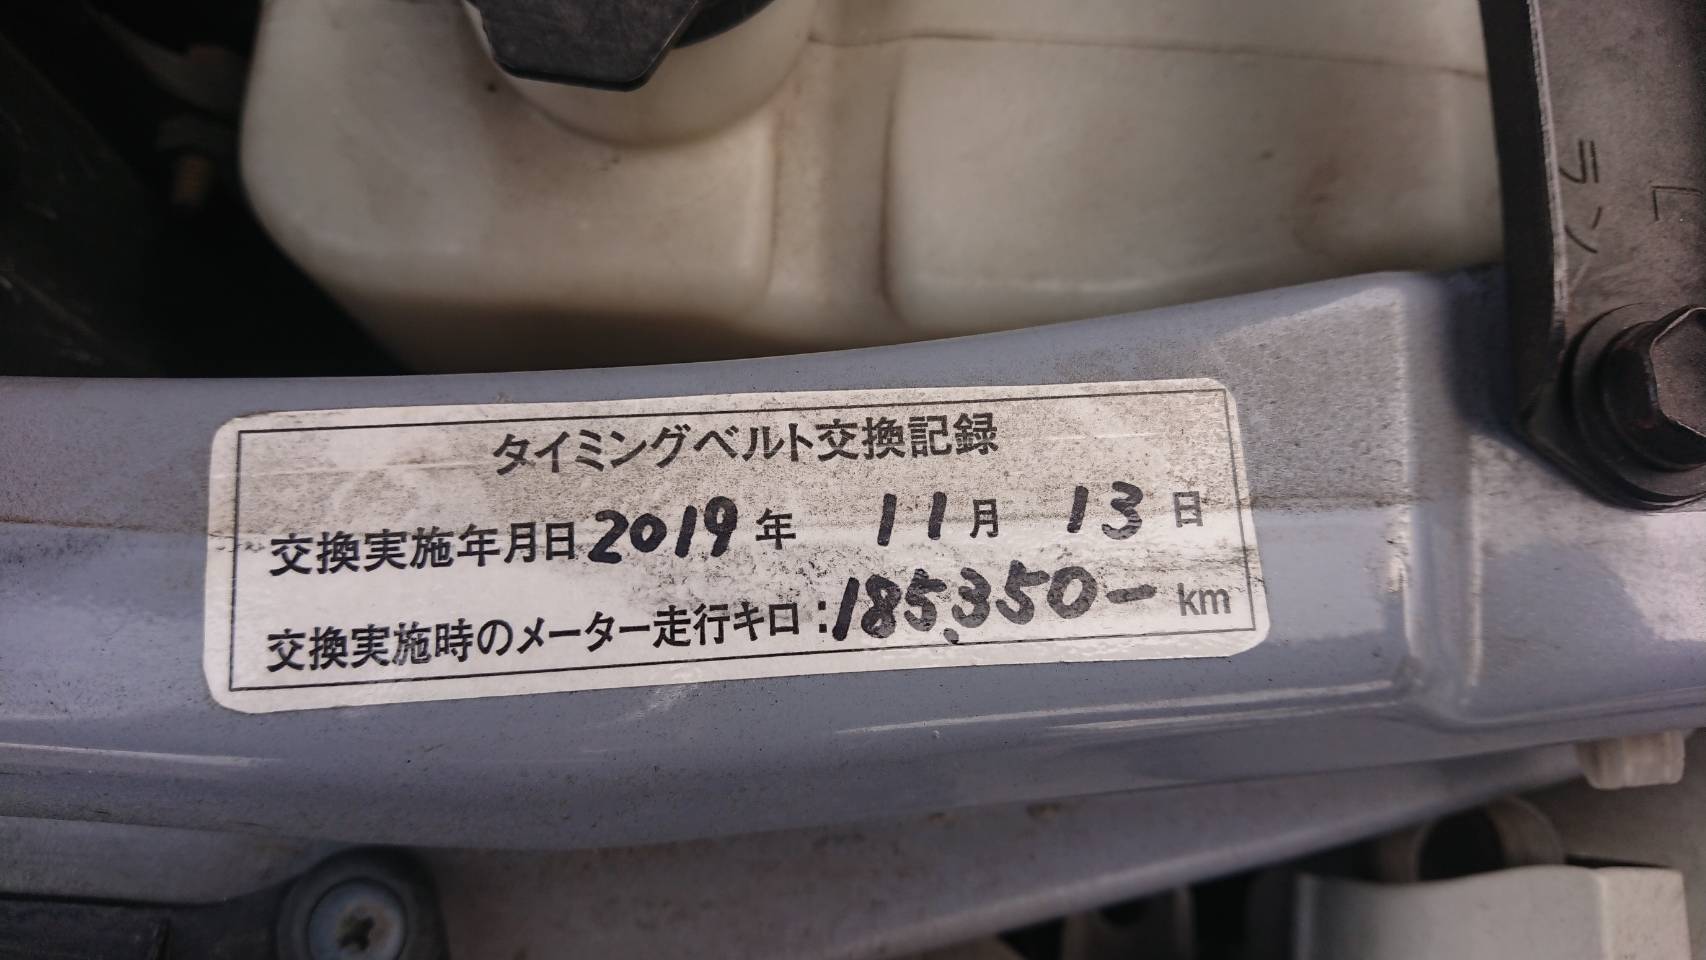 タイミングベルト交換記録
交換実施年月日 2019 年 11 月 13 日
交換実施時のメーター走行キロ：185,350- km
ラン